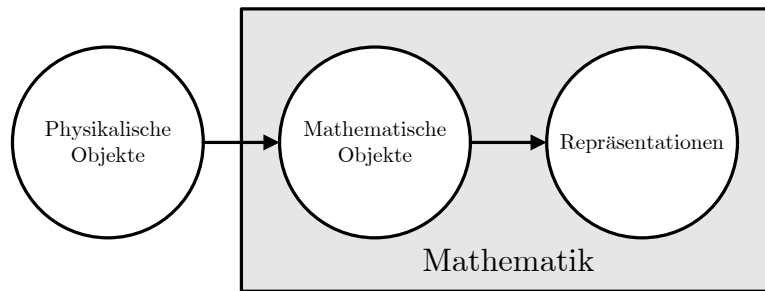 Physikalische
Objekte
Mathematische
Objekte
Repräsentationen
Mathematik